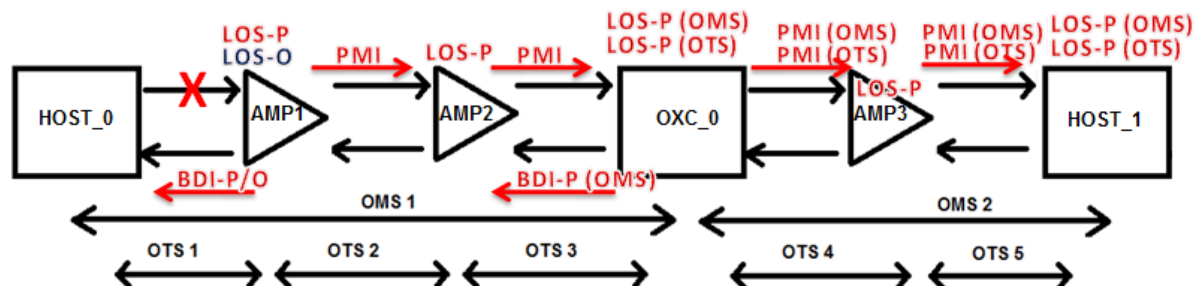 LOS-P
LOS-O
PMI
LOS-P
PMI
LOS-P (OMS)
LOS-P (OTS)
PMI (OMS)
PMI (OTS)
PMI (OMS)
PMI (OTS)
LOS-P (OMS)
LOS-P (OTS)
HOST_0
X
AMP1
AMP2
OXC_0
LOS-P
AMP3
HOST_1
BDI-P/O
BDI-P (OMS)
OMS 1
OMS 2
OTS 1
OTS 2
OTS 3
OTS 4
OTS 5